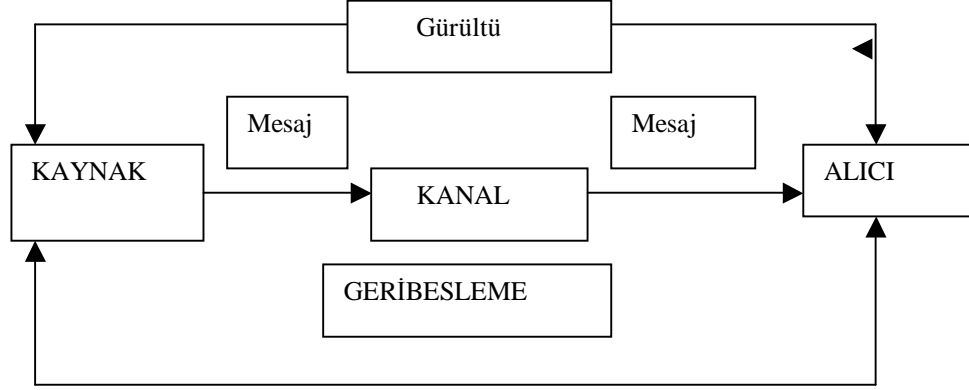 Gürültü
Mesaj
Mesaj
KAYNAK
KANAL
ALICI
GERİBESLEME